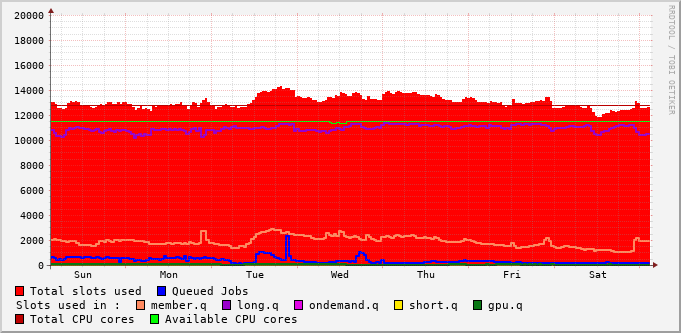 20000
18000
16000
14000
12000
10000
8000
6000
4000
2000
0
Sun Mon Tue Wed Thu Fri Sat
RRDTOOL / TOBI OETIKER
Total slots used Queued Jobs
Slots used in : member.q long.q ondemand.q short.q gpu.q
Total CPU cores Available CPU cores